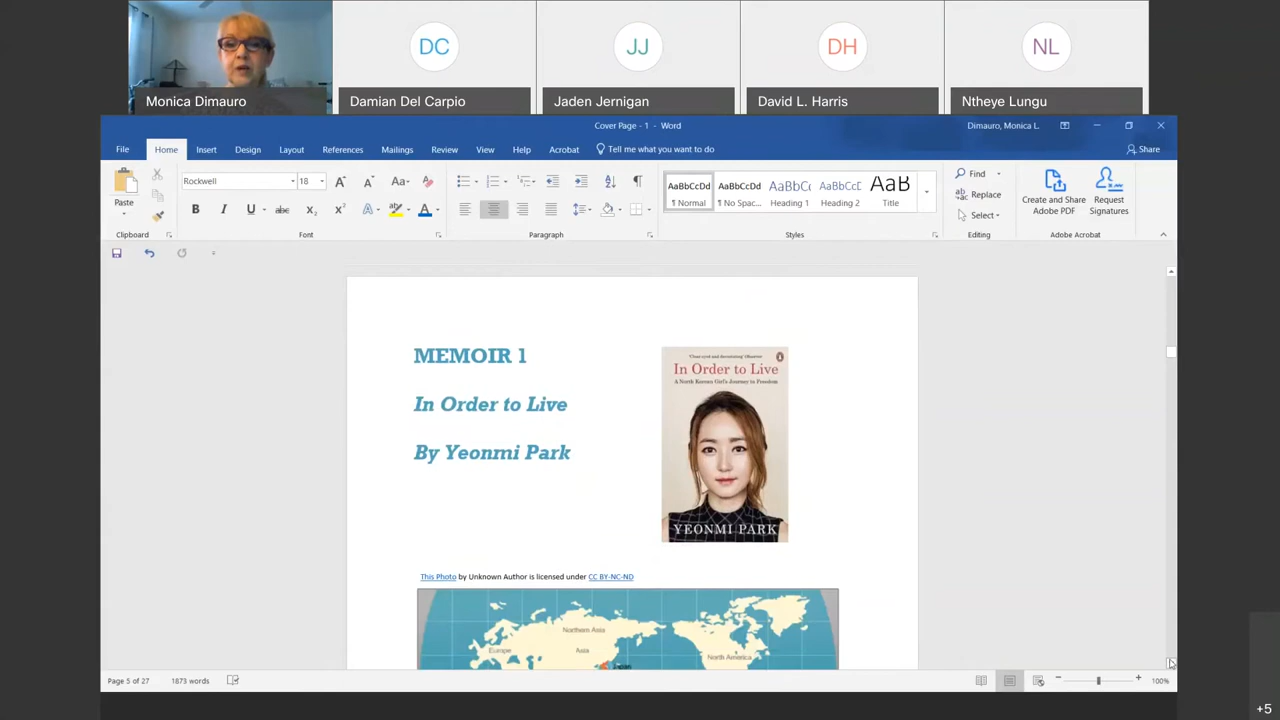 DC
JJ
DH
NL
Monica Dimauro
Damian Del Carpio
Jaden Jernigan
David L. Harris
Ntheye Lungu
Cover Page - 1 - Word
Dimauro, Monica L.
File Home Insert Design Layout References Mailings Review View Help Acrobat Tell me what you want to do Share
Paste
Clipboard
Rockwell 18
Font
Paragraph
AaBbCcDd AaBbCcDd AaBbC AaBbCcC AaB
¶ Normal ¶ No Spac... Heading 1 Heading 2 Title
Styles
Find
Replace
Select
Editing
Create and Share
Adobe PDF
Request
Signatures
Adobe Acrobat
MEMOIR 1
In Order to Live
By Yeonmi Park
In Order to Live
A North Korean Girl's Journey to Freedom
YEONMI PARK
This Photo by Unknown Author is licensed under CC BY-NC-ND
Northern Asia
Europe
Asia
North America
Page 5 of 27 1873 words
100%
+5